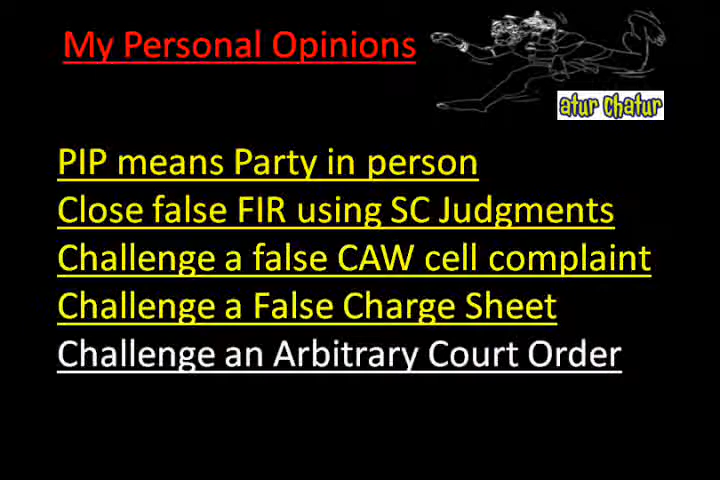 My Personal Opinions
atur chatur
PIP means Party in person
Close false FIR using SC Judgments
Challenge a false CAW cell complaint
Challenge a False Charge Sheet
Challenge an Arbitrary Court Order